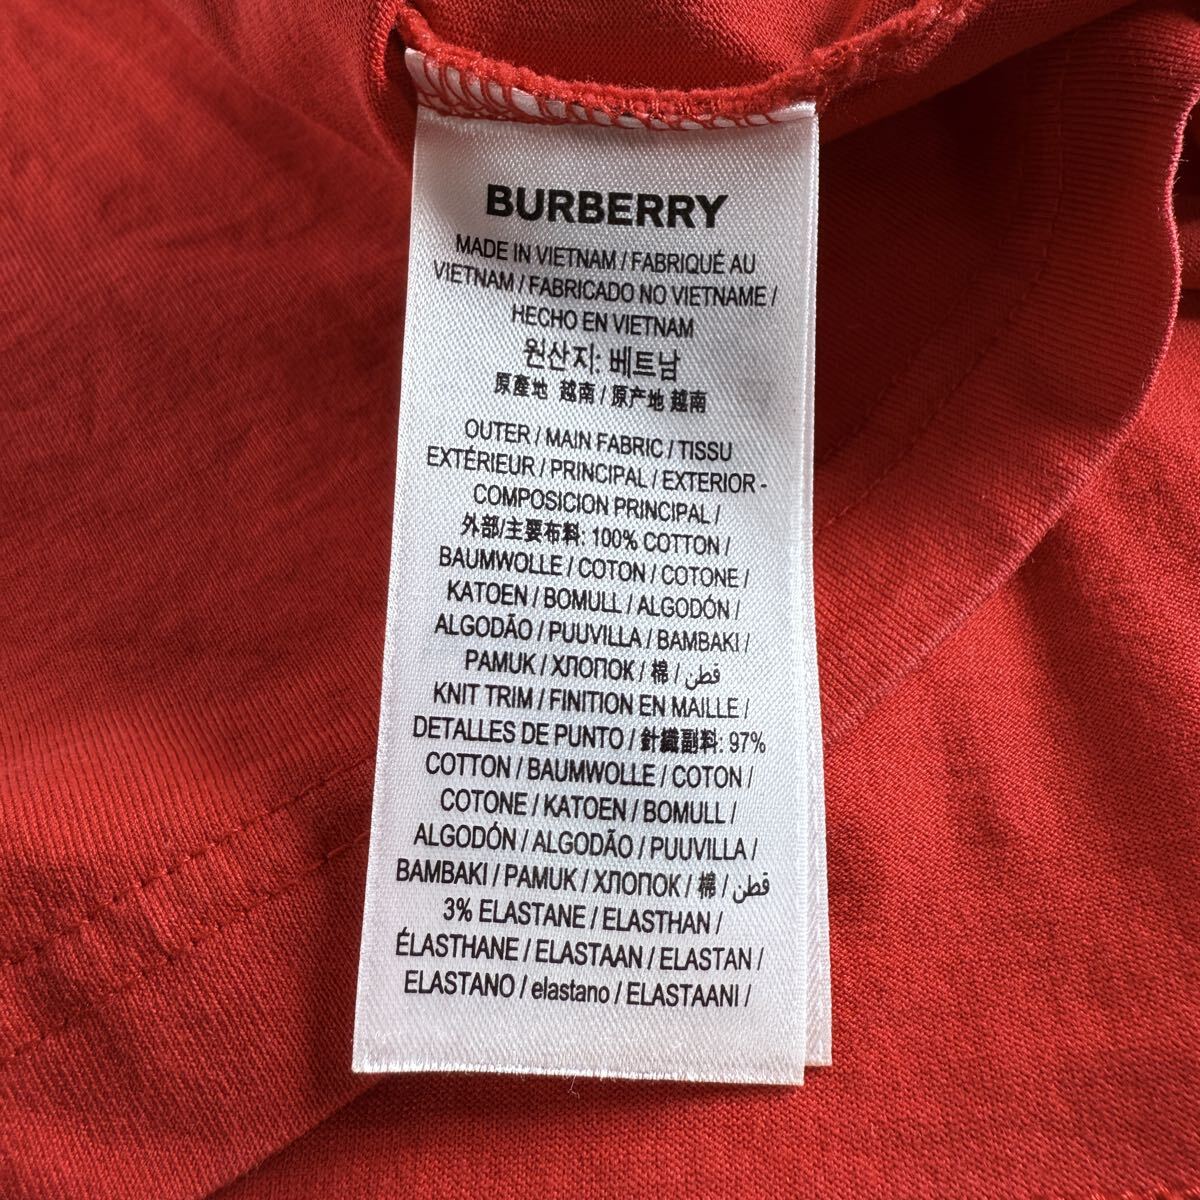 BURBERRY
MADE IN VIETNAM / FABRIQUÉ AU
VIETNAM / FABRICADO NO VIETNAME /
HECHO EN VIETNAM
원산지: 베트남
原產地 越南 / 原产地 越南
OUTER / MAIN FABRIC / TISSU
EXTÉRIEUR / PRINCIPAL / EXTERIOR -
COMPOSICION PRINCIPAL /
外部/主要布料: 100% COTTON /
BAUMWOLLE / COTON / COTONE /
KATOEN / BOMULL / ALGODÓN /
ALGODÃO / PUUVILLA / BAMBAKI /
PAMUK / ХЛОПОК / 棉 / قطن
KNIT TRIM / FINITION EN MAILLE /
DETALLES DE PUNTO / 針織副料: 97%
COTTON / BAUMWOLLE / COTON /
COTONE / KATOEN / BOMULL /
ALGODÓN / ALGODÃO / PUUVILLA /
BAMBAKI / PAMUK / ХЛОПОК / 棉 / قطن
3% ELASTANE / ELASTHAN /
ÉLASTHANE / ELASTAAN / ELASTAN /
ELASTANO / elastano / ELASTAANI /